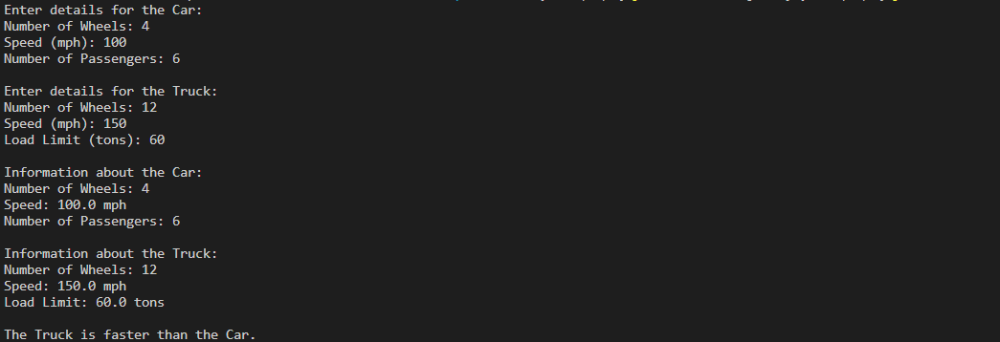 Enter details for the Car:
Number of Wheels: 4
Speed (mph): 100
Number of Passengers: 6

Enter details for the Truck:
Number of Wheels: 12
Speed (mph): 150
Load Limit (tons): 60

Information about the Car:
Number of Wheels: 4
Speed: 100.0 mph
Number of Passengers: 6

Information about the Truck:
Number of Wheels: 12
Speed: 150.0 mph
Load Limit: 60.0 tons

The Truck is faster than the Car.